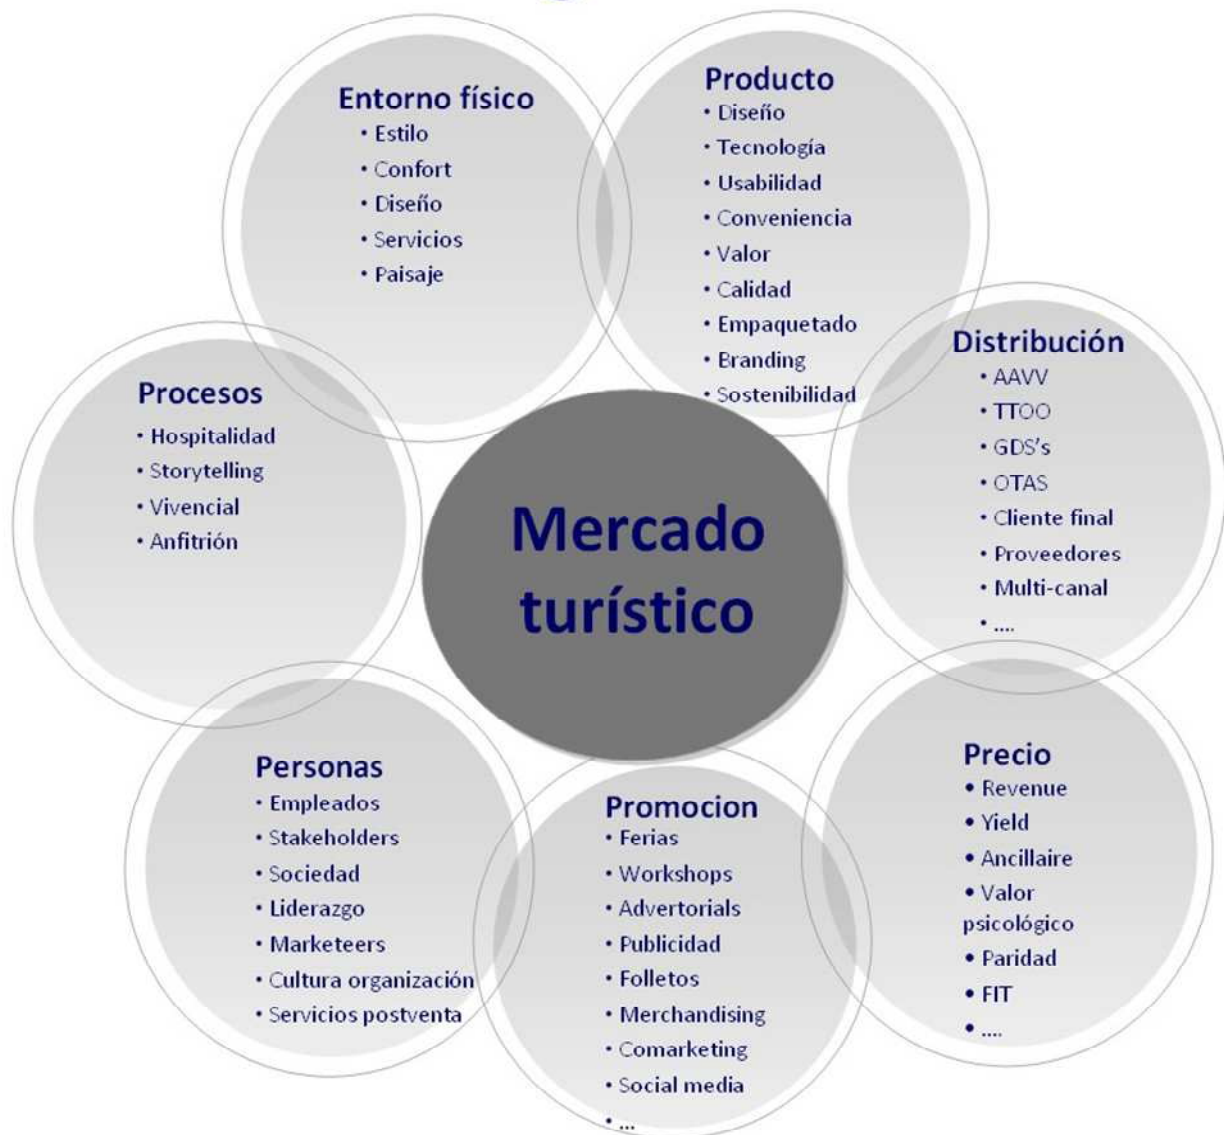 Entorno físico
• Estilo
• Confort
• Diseño
• Servicios
• Paisaje
Producto
• Diseño
• Tecnología
• Usabilidad
• Conveniencia
• Valor
• Calidad
• Empaquetado
• Branding
• Sostenibilidad
Distribución
• AAVV
• TTOO
• GDS's
• OTAS
• Cliente final
• Proveedores
• Multi-canal
• ....
Procesos
• Hospitalidad
• Storytelling
• Vivencial
• Anfitrión
Mercado
turístico
Personas
• Empleados
• Stakeholders
• Sociedad
• Liderazgo
• Marketeers
• Cultura organización
• Servicios postventa
Promocion
• Ferias
• Workshops
• Advertorials
• Publicidad
• Folletos
• Merchandising
• Comarketing
• Social media
• ...
Precio
• Revenue
• Yield
• Ancillaire
• Valor
psicológico
• Paridad
• FIT
• ....